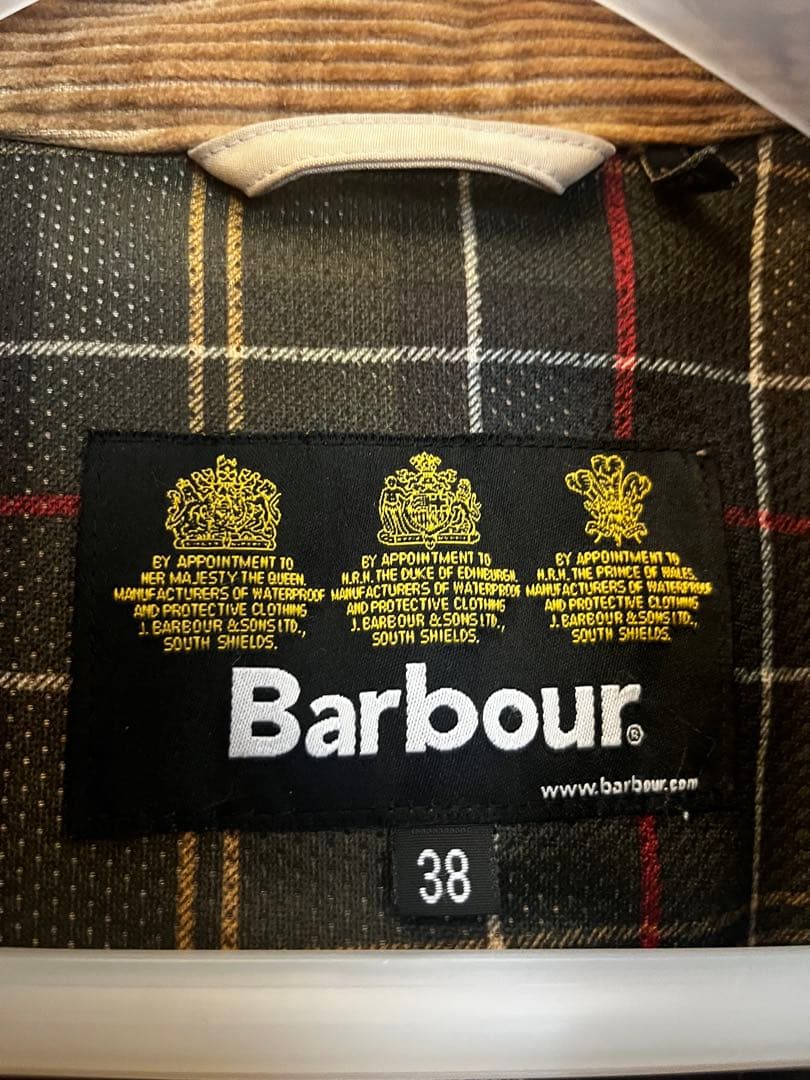 BY APPOINTMENT TO
HER MAJESTY THE QUEEN.
MANUFACTURERS OF WATERPROOF
AND PROTECTIVE CLOTHING
J. BARBOUR & SONS LTD.,
SOUTH SHIELDS.
BY APPOINTMENT TO
H.R.H. THE DUKE OF EDINBURGH.
MANUFACTURERS OF WATERPROOF
AND PROTECTIVE CLOTHING
J. BARBOUR & SONS LTD.,
SOUTH SHIELDS.
BY APPOINTMENT TO
H.R.H. THE PRINCE OF WALES.
MANUFACTURERS OF WATERPROOF
AND PROTECTIVE CLOTHING
J. BARBOUR & SONS LTD.,
SOUTH SHIELDS.
Barbour®
www.barbour.com
38